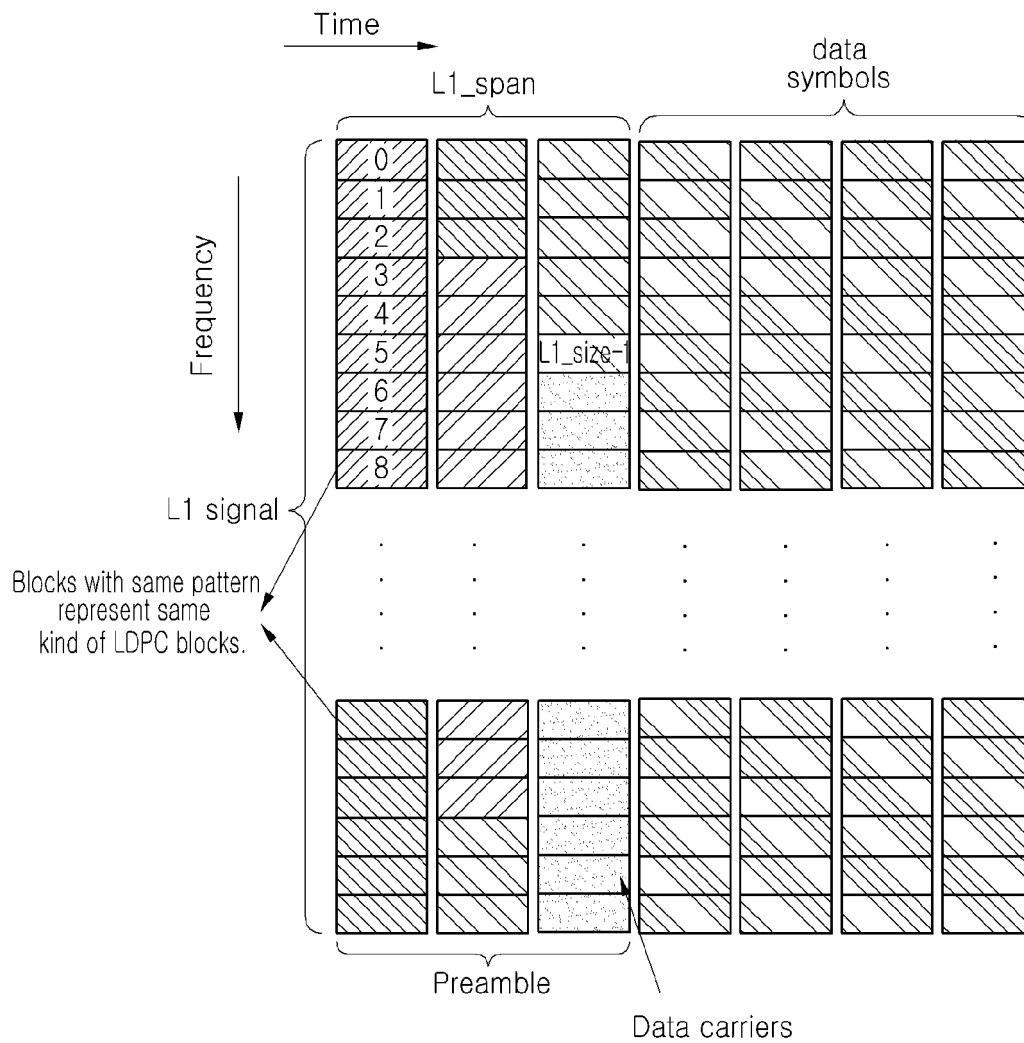 Time
L1_span
data
symbols
Frequency
0
1
2
3
4
5
L1_size-1
6
7
8
L1 signal
Blocks with same pattern
represent same
kind of LDPC blocks.
Preamble
Data carriers